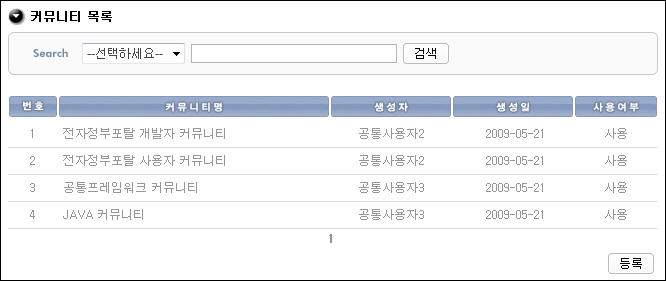 커뮤니티 목록
Search --선택하세요-- 검색
번호 커뮤니티명 생성자 생성일 사용여부
1 전자정부포탈 개발자 커뮤니티 공통사용자2 2009-05-21 사용
2 전자정부포탈 사용자 커뮤니티 공통사용자2 2009-05-21 사용
3 공통프레임워크 커뮤니티 공통사용자3 2009-05-21 사용
4 JAVA 커뮤니티 공통사용자3 2009-05-21 사용
1
등록